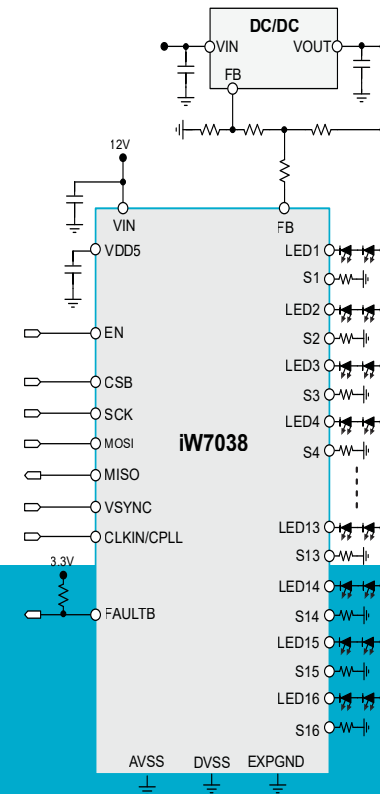 DC/DC
VIN
VOUT
FB
12V
VIN
FB
VDD5
LED1
S1
LED2
EN
S2
LED3
CSB
S3
SCK
LED4
MOSI
iW7038
S4
MISO
VSYNC
LED13
CLKIN/CPLL
S13
3.3V
LED14
FAULTB
S14
LED15
S15
LED16
S16
AVSS
DVSS
EXPGND